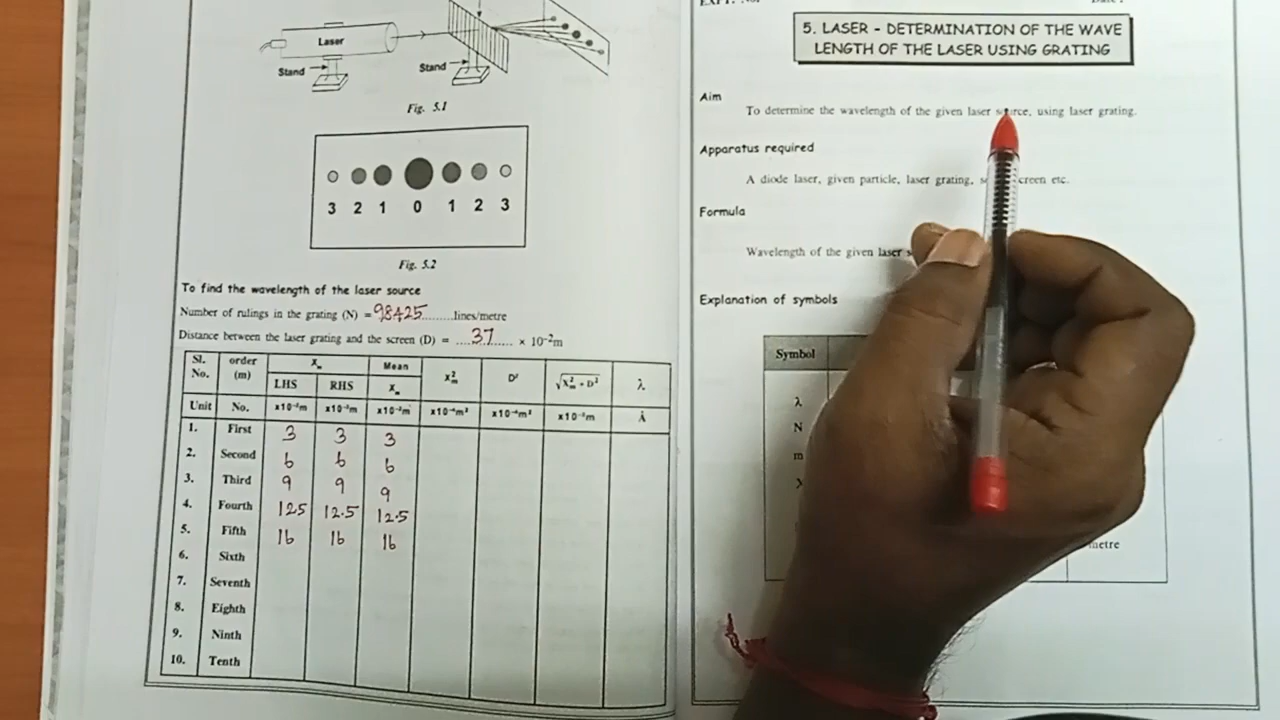 Laser
Stand
Stand
Fig. 5.1
3 2 1 0 1 2 3
Fig. 5.2
To find the wavelength of the laser source
Number of rulings in the grating (N) = 98425 lines/metre
Distance between the laser grating and the screen (D) = ....37...... × 10⁻²m
Sl. No. order (m) Xm Mean Xm X²m D² √X²m + D² λ
LHS RHS
Unit No. x10⁻²m x10⁻²m x10⁻²m x10⁻⁴m² x10⁻⁴m² x10⁻²m Å
1. First 3 3 3
2. Second 6 6 6
3. Third 9 9 9
4. Fourth 12.5 12.5 12.5
5. Fifth 16 16 16
6. Sixth
7. Seventh
8. Eighth
9. Ninth
10. Tenth
5. LASER - DETERMINATION OF THE WAVE
LENGTH OF THE LASER USING GRATING
Aim
To determine the wavelength of the given laser source, using laser grating.
Apparatus required
A diode laser, given particle, laser grating, etc.
Formula
Wavelength of the given laser
Explanation of symbols
Symbol
λ
N
m
metre